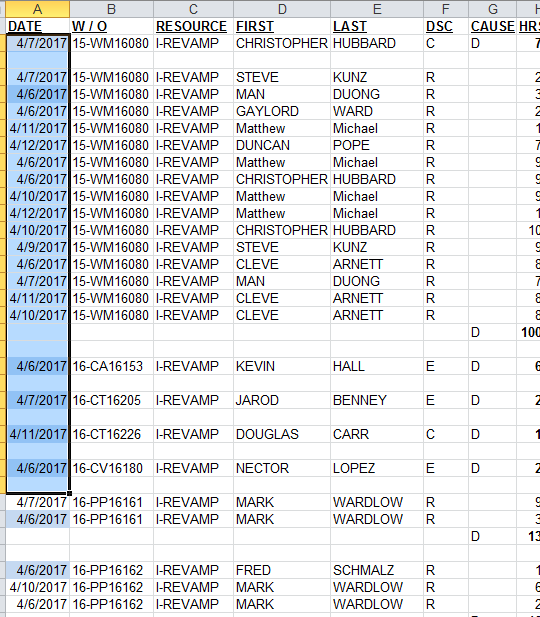 A B C D E F G H
DATE W / O RESOURCE FIRST LAST DSC CAUSE HRS
4/7/2017 15-WM16080 I-REVAMP CHRISTOPHER HUBBARD C D 7
4/7/2017 15-WM16080 I-REVAMP STEVE KUNZ R 2
4/6/2017 15-WM16080 I-REVAMP MAN DUONG R 3
4/6/2017 15-WM16080 I-REVAMP GAYLORD WARD R 2
4/11/2017 15-WM16080 I-REVAMP Matthew Michael R 1
4/12/2017 15-WM16080 I-REVAMP DUNCAN POPE R 7
4/6/2017 15-WM16080 I-REVAMP Matthew Michael R 9
4/6/2017 15-WM16080 I-REVAMP CHRISTOPHER HUBBARD R 9
4/10/2017 15-WM16080 I-REVAMP Matthew Michael R 9
4/12/2017 15-WM16080 I-REVAMP Matthew Michael R 1
4/10/2017 15-WM16080 I-REVAMP CHRISTOPHER HUBBARD R 10
4/9/2017 15-WM16080 I-REVAMP STEVE KUNZ R 9
4/6/2017 15-WM16080 I-REVAMP CLEVE ARNETT R 8
4/7/2017 15-WM16080 I-REVAMP MAN DUONG R 7
4/11/2017 15-WM16080 I-REVAMP CLEVE ARNETT R 8
4/10/2017 15-WM16080 I-REVAMP CLEVE ARNETT R 8
D 100
4/6/2017 16-CA16153 I-REVAMP KEVIN HALL E D 6
4/7/2017 16-CT16205 I-REVAMP JAROD BENNEY E D 2
4/11/2017 16-CT16226 I-REVAMP DOUGLAS CARR C D 1
4/6/2017 16-CV16180 I-REVAMP NECTOR LOPEZ E D 2
4/7/2017 16-PP16161 I-REVAMP MARK WARDLOW R 9
4/6/2017 16-PP16161 I-REVAMP MARK WARDLOW R 3
D 13
4/6/2017 16-PP16162 I-REVAMP FRED SCHMALZ R 1
4/10/2017 16-PP16162 I-REVAMP MARK WARDLOW R 6
4/6/2017 16-PP16162 I-REVAMP MARK WARDLOW R 2